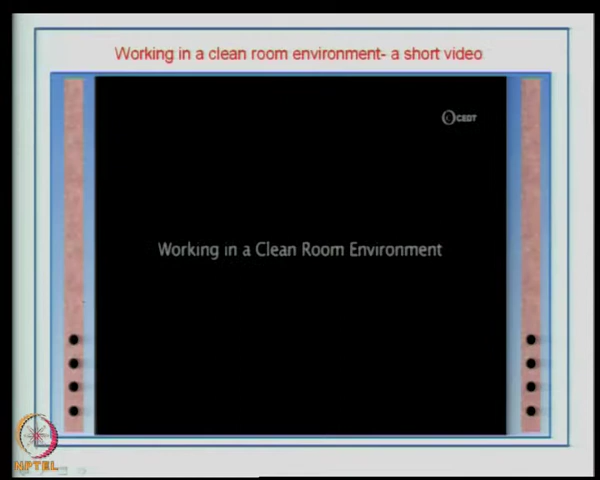 Working in a clean room environment- a short video
CEDT
Working in a Clean Room Environment
NPTEL